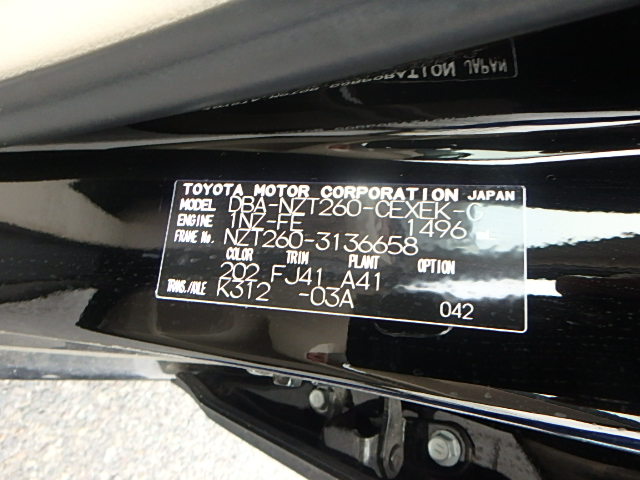 TOYOTA MOTOR CORPORATION JAPAN
MODEL DBA-NZT260-CEXEK-C
ENGINE 1NZ-FE 1496
FRAME No. NZT260-3136658
COLOR TRIM PLANT OPTION
202 FJ41 A41
TRANS./AXLE K312 -03A
042